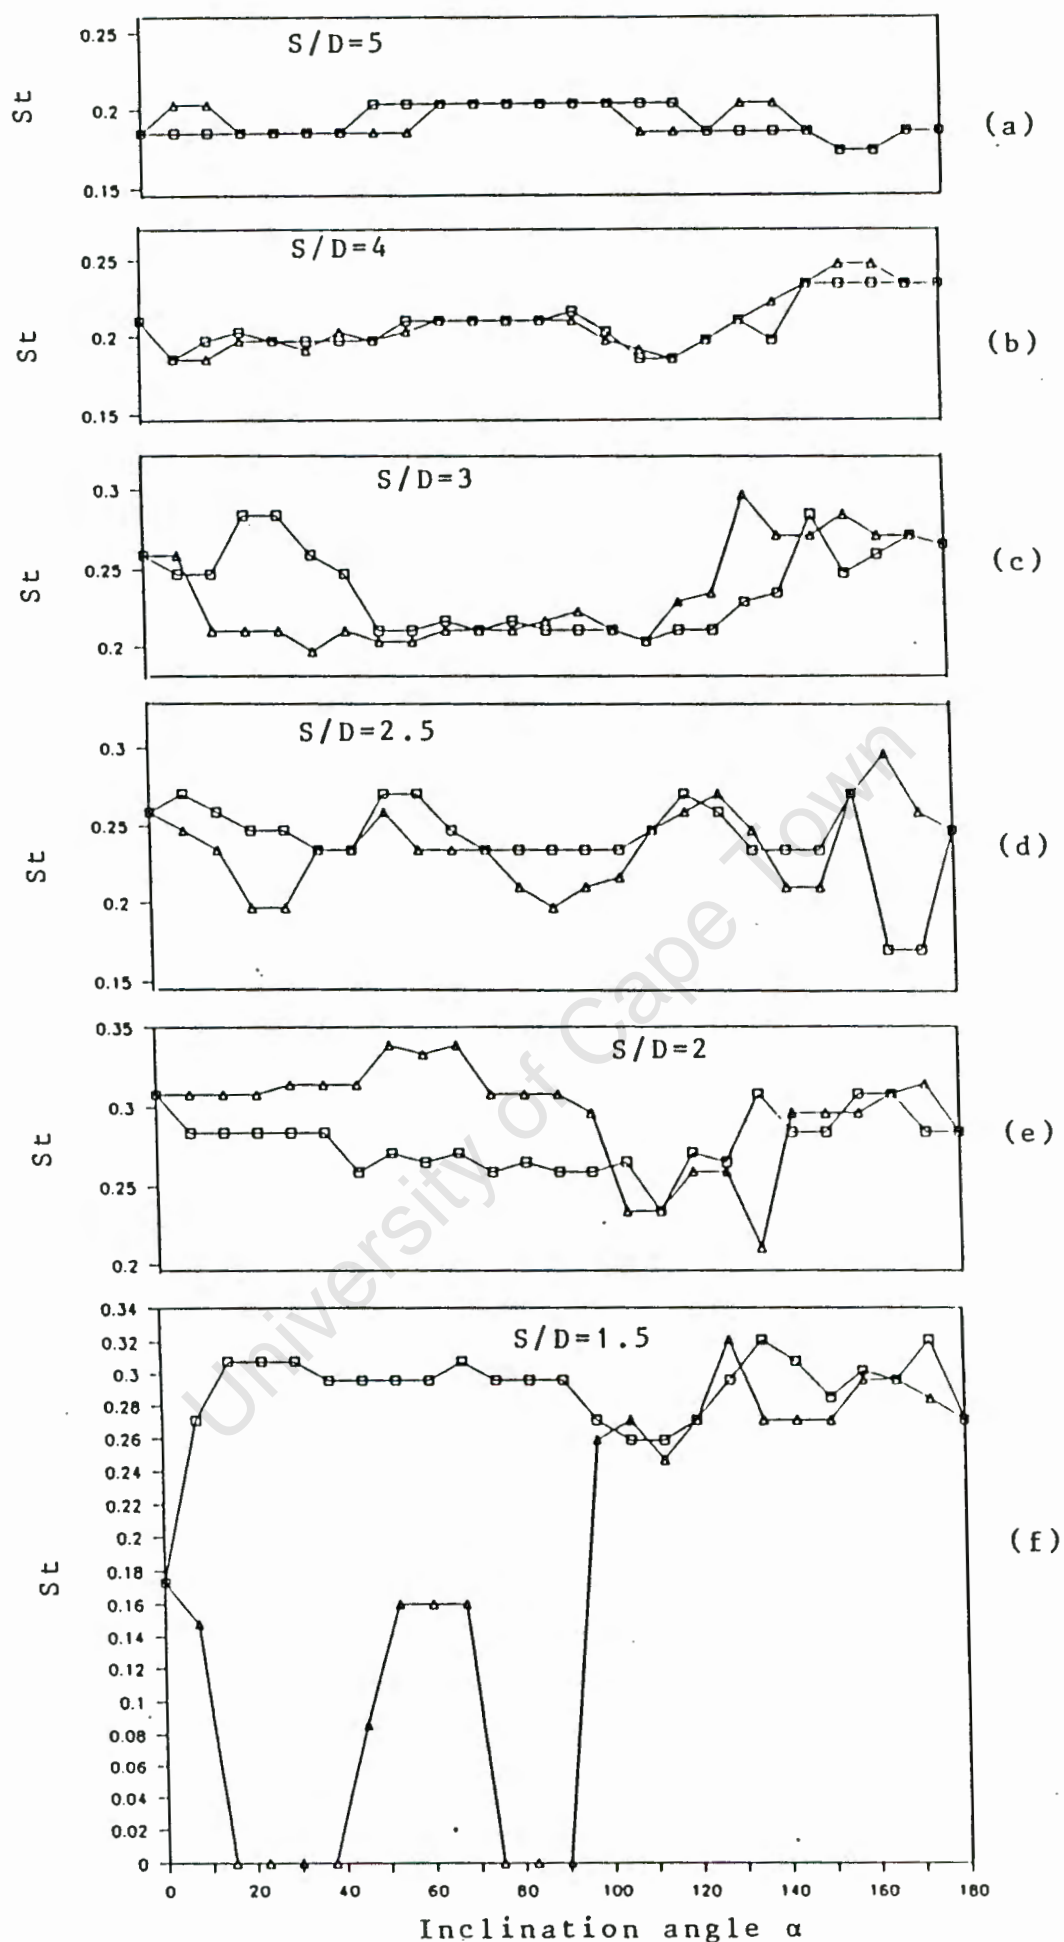 S/D=5
0.25
0.2
0.15
St
(a)
S/D=4
0.25
0.2
0.15
St
(b)
S/D=3
0.3
0.25
0.2
St
(c)
S/D=2.5
0.3
0.25
0.2
0.15
St
(d)
S/D=2
0.35
0.3
0.25
0.2
St
(e)
S/D=1.5
0.34
0.32
0.3
0.28
0.26
0.24
0.22
0.2
0.18
0.16
0.14
0.12
0.1
0.08
0.06
0.04
0.02
0
St
(f)
0 20 40 60 80 100 120 140 160 180
Inclination angle α
University of Cape Town